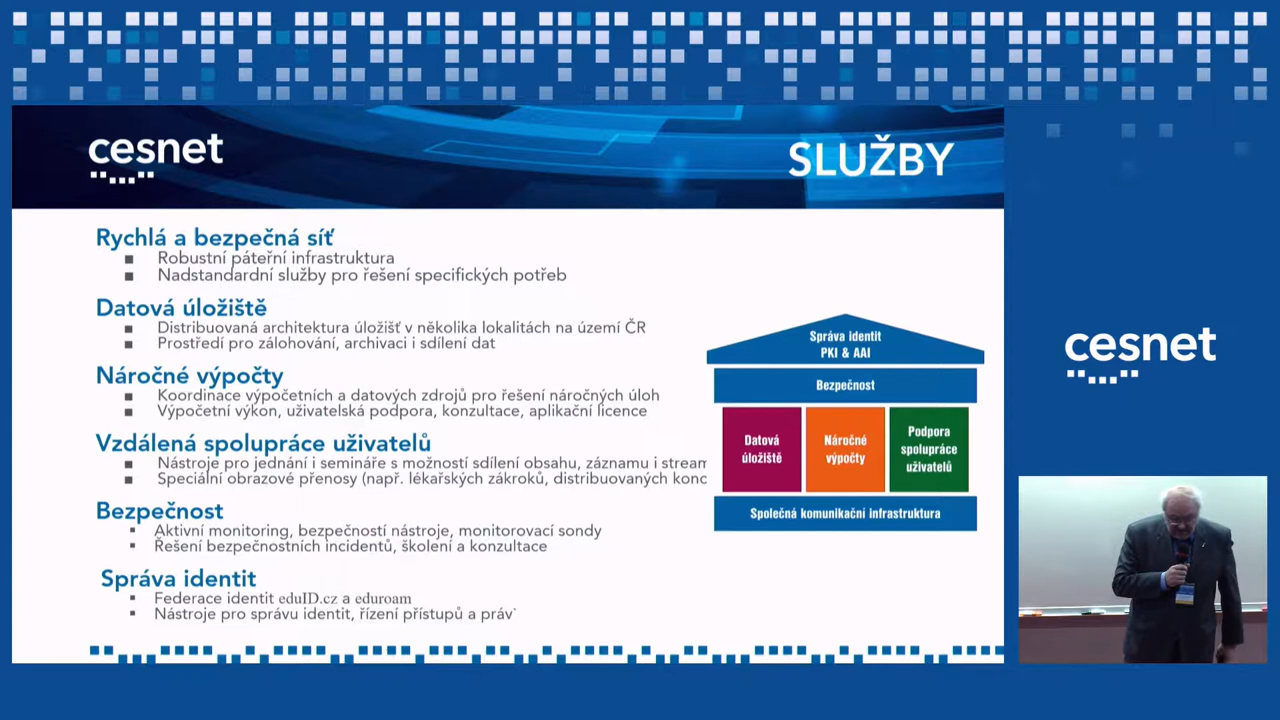 cesnet
SLUŽBY
Rychlá a bezpečná síť
▪ Robustní páteřní infrastruktura
▪ Nadstandardní služby pro řešení specifických potřeb
Datová úložiště
▪ Distribuovaná architektura úložišť v několika lokalitách na území ČR
▪ Prostředí pro zálohování, archivaci i sdílení dat
Náročné výpočty
▪ Koordinace výpočetních a datových zdrojů pro řešení náročných úloh
▪ Výpočetní výkon, uživatelská podpora, konzultace, aplikační licence
Vzdálená spolupráce uživatelů
▪ Nástroje pro jednání i semináře s možností sdílení obsahu, záznamu i stream
▪ Speciální obrazové přenosy (např. lékařských zákroků, distribuovaných konc
Bezpečnost
▪ Aktivní monitoring, bezpečností nástroje, monitorovací sondy
▪ Řešení bezpečnostních incidentů, školení a konzultace
Správa identit
▪ Federace identit eduID.cz a eduroam
▪ Nástroje pro správu identit, řízení přístupů a práv`
Správa identit
PKI & AAI
Bezpečnost
Datová
úložiště
Náročné
výpočty
Podpora
spolupráce
uživatelů
Společná komunikační infrastruktura
cesnet